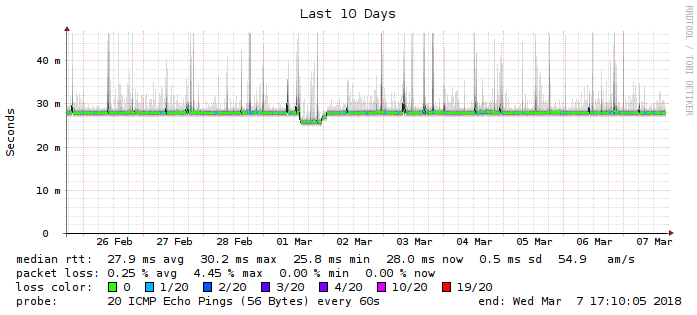 Last 10 Days
RRDTOOL / TOBI OETIKER
Seconds
40 m
30 m
20 m
10 m
0
26 Feb 27 Feb 28 Feb 01 Mar 02 Mar 03 Mar 04 Mar 05 Mar 06 Mar 07 Mar
median rtt: 27.9 ms avg 30.2 ms max 25.8 ms min 28.0 ms now 0.5 ms sd 54.9 am/s
packet loss: 0.25 % avg 4.45 % max 0.00 % min 0.00 % now
loss color: 0 1/20 2/20 3/20 4/20 10/20 19/20
probe: 20 ICMP Echo Pings (56 Bytes) every 60s end: Wed Mar 7 17:10:05 2018